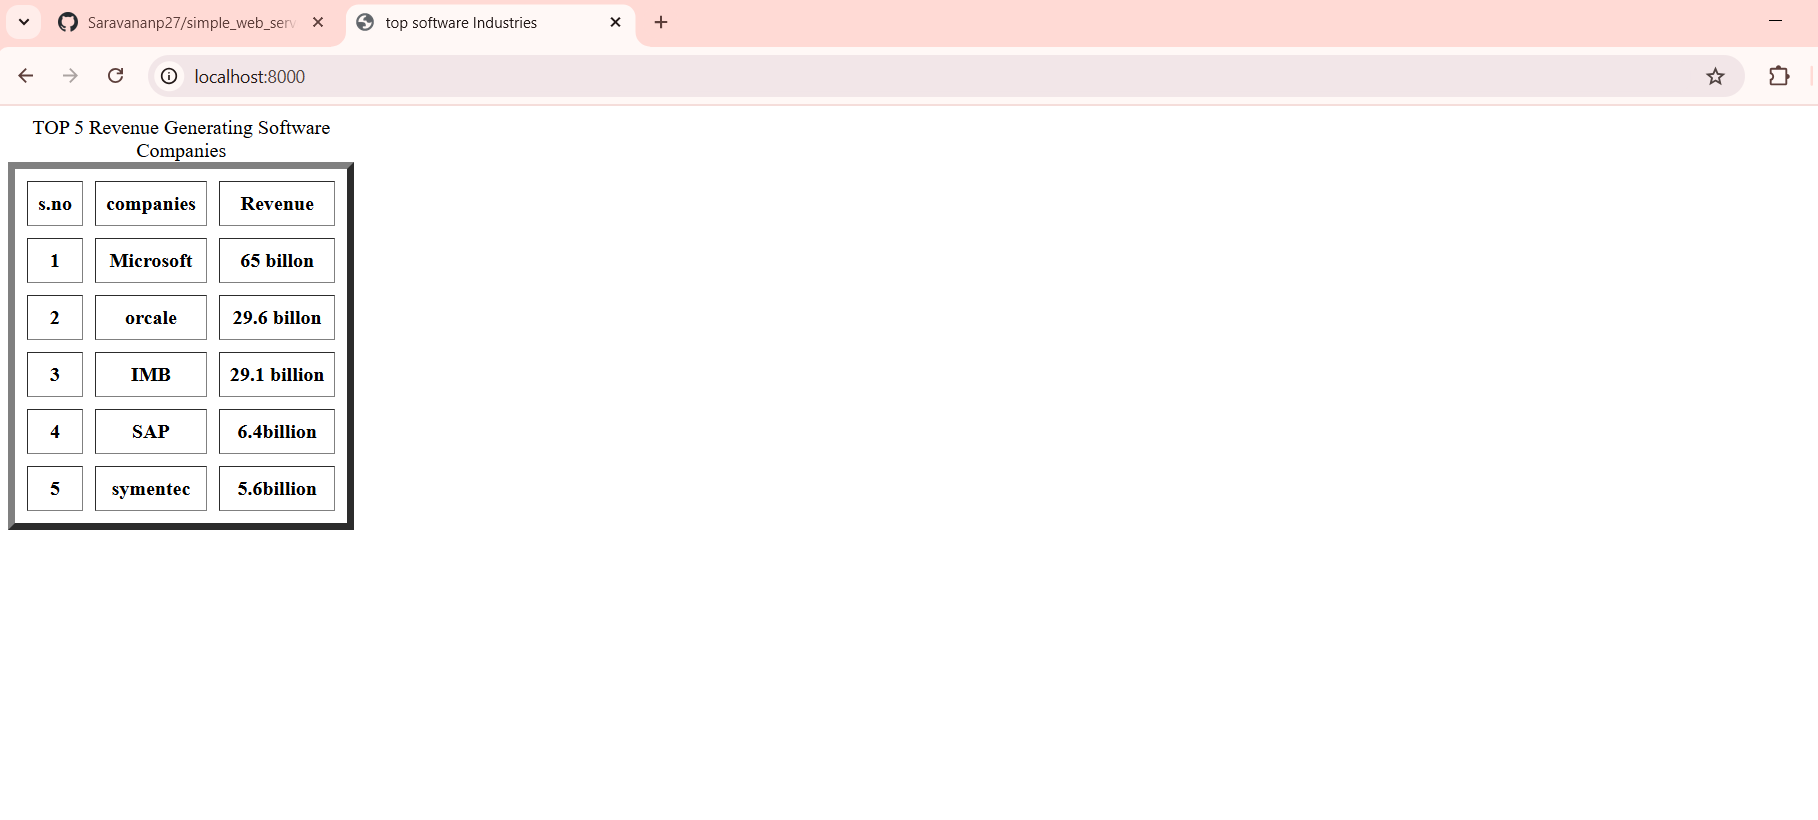 Saravananp27/simple_web_serv
top software Industries
localhost:8000
TOP 5 Revenue Generating Software
Companies
s.no companies Revenue
1 Microsoft 65 billon
2 orcale 29.6 billon
3 IMB 29.1 billion
4 SAP 6.4billion
5 symentec 5.6billion